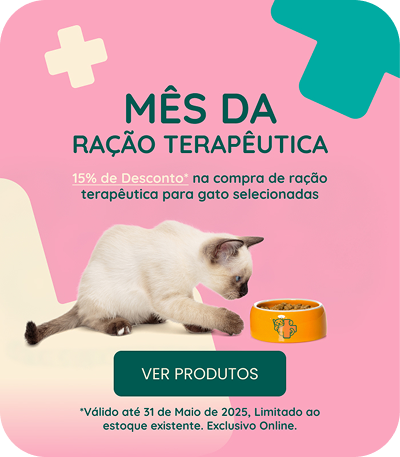 MÊS DA
RAÇÃO TERAPÊUTICA
15% de Desconto* na compra de ração
terapêutica para gato selecionadas
VER PRODUTOS
*Válido até 31 de Maio de 2025, Limitado ao
estoque existente. Exclusivo Online.